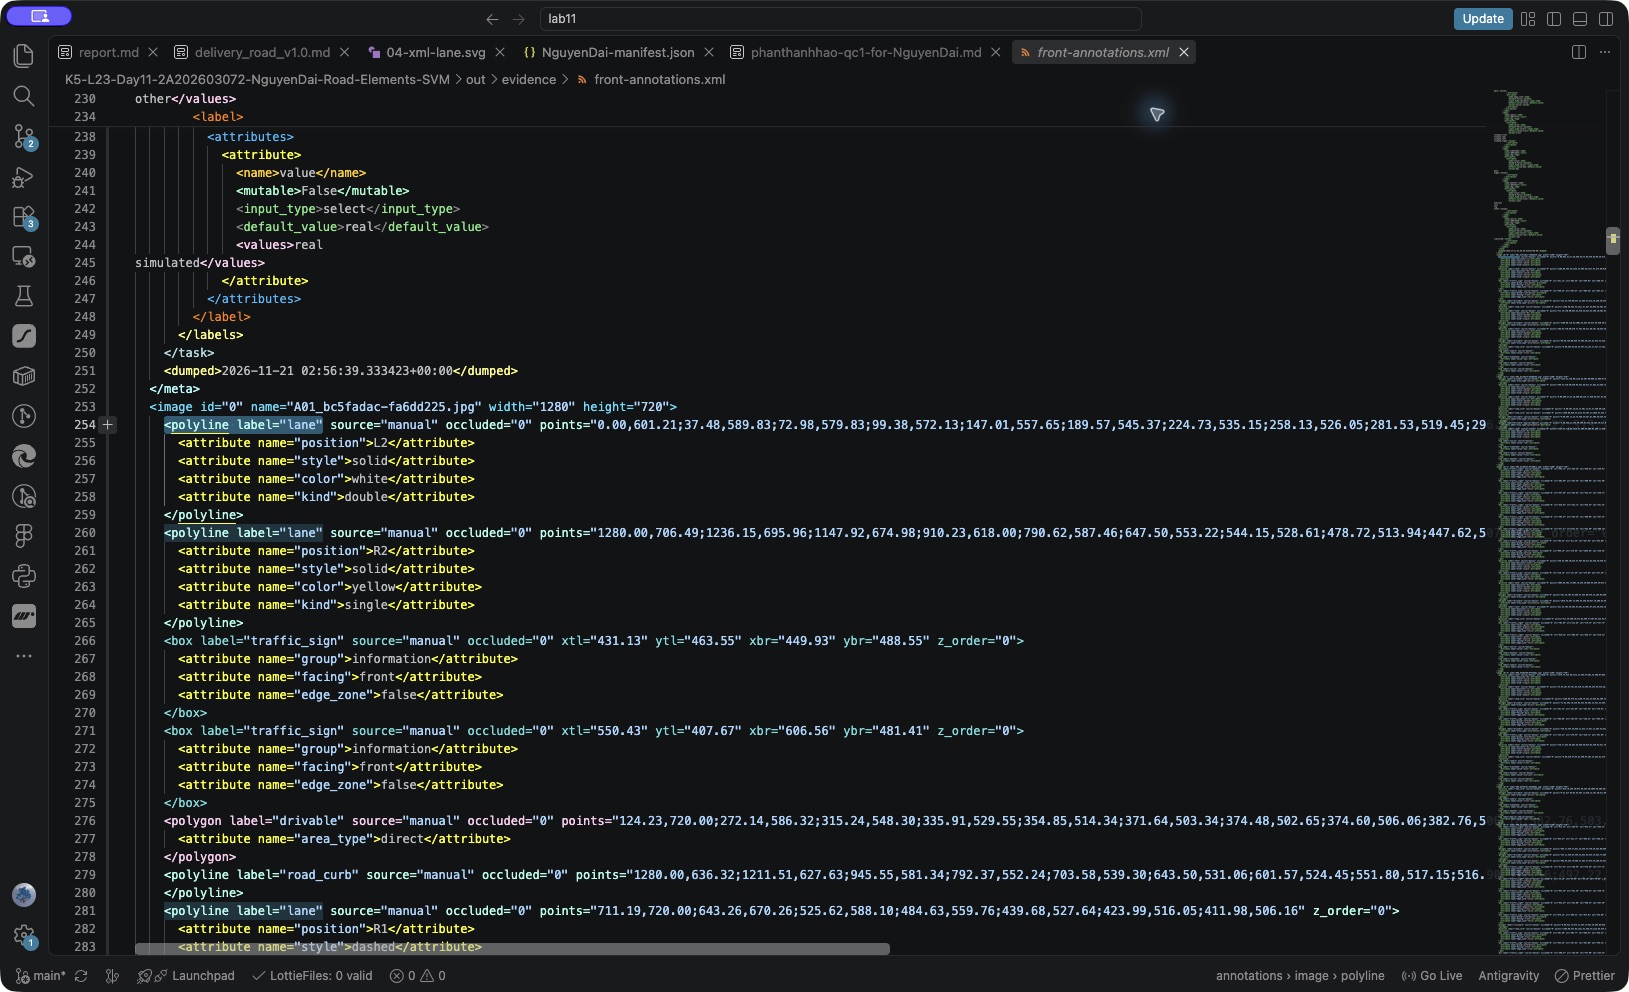 lab11
Update
report.md
delivery_road_v1.0.md
04-xml-lane.svg
{} NguyenDai-manifest.json
phanthanhhao-qc1-for-NguyenDai.md
front-annotations.xml
K5-L23-Day11-2A202603072-NguyenDai-Road-Elements-SVM > out > evidence > front-annotations.xml
230 other</values>
234 <label>
238 <attributes>
239 <attribute>
240 <name>value</name>
241 <mutable>False</mutable>
242 <input_type>select</input_type>
243 <default_value>real</default_value>
244 <values>real
245 simulated</values>
246 </attribute>
247 </attributes>
248 </label>
249 </labels>
250 </task>
251 <dumped>2026-11-21 02:56:39.333423+00:00</dumped>
252 </meta>
253 <image id="0" name="A01_bc5fadac-fa6dd225.jpg" width="1280" height="720">
254 <polyline label="lane" source="manual" occluded="0" points="0.00,601.21;37.48,589.83;72.98,579.83;99.38,572.13;147.01,557.65;189.57,545.37;224.73,535.15;258.13,526.05;281.53,519.45;29
255 <attribute name="position">L2</attribute>
256 <attribute name="style">solid</attribute>
257 <attribute name="color">white</attribute>
258 <attribute name="kind">double</attribute>
259 </polyline>
260 <polyline label="lane" source="manual" occluded="0" points="1280.00,706.49;1236.15,695.96;1147.92,674.98;910.23,618.00;790.62,587.46;647.50,553.22;544.15,528.61;478.72,513.94;447.62,5
261 <attribute name="position">R2</attribute>
262 <attribute name="style">solid</attribute>
263 <attribute name="color">yellow</attribute>
264 <attribute name="kind">single</attribute>
265 </polyline>
266 <box label="traffic_sign" source="manual" occluded="0" xtl="431.13" ytl="463.55" xbr="449.93" ybr="488.55" z_order="0">
267 <attribute name="group">information</attribute>
268 <attribute name="facing">front</attribute>
269 <attribute name="edge_zone">false</attribute>
270 </box>
271 <box label="traffic_sign" source="manual" occluded="0" xtl="550.43" ytl="407.67" xbr="606.56" ybr="481.41" z_order="0">
272 <attribute name="group">information</attribute>
273 <attribute name="facing">front</attribute>
274 <attribute name="edge_zone">false</attribute>
275 </box>
276 <polygon label="drivable" source="manual" occluded="0" points="124.23,720.00;272.14,586.32;315.24,548.30;335.91,529.55;354.85,514.34;371.64,503.34;374.48,502.65;374.60,506.06;382.76,5
277 <attribute name="area_type">direct</attribute>
278 </polygon>
279 <polyline label="road_curb" source="manual" occluded="0" points="1280.00,636.32;1211.51,627.63;945.55,581.34;792.37,552.24;703.58,539.30;643.50,531.06;601.57,524.45;551.80,517.15;516.
280 </polyline>
281 <polyline label="lane" source="manual" occluded="0" points="711.19,720.00;643.26,670.26;525.62,588.10;484.63,559.76;439.68,527.64;423.99,516.05;411.98,506.16" z_order="0">
282 <attribute name="position">R1</attribute>
283 <attribute name="style">dashed</attribute>
2
3
1
main*
Launchpad
LottieFiles: 0 valid
0
0
annotations > image > polyline
Go Live
Antigravity
Prettier